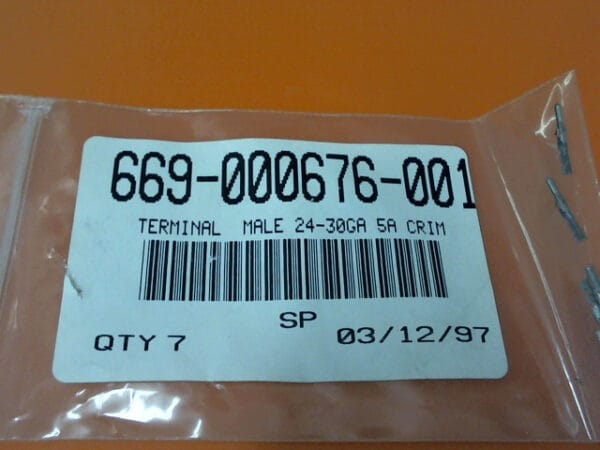 669-000676-001
TERMINAL MALE 24-30GA 5A CRIM
SP
QTY 7 03/12/97